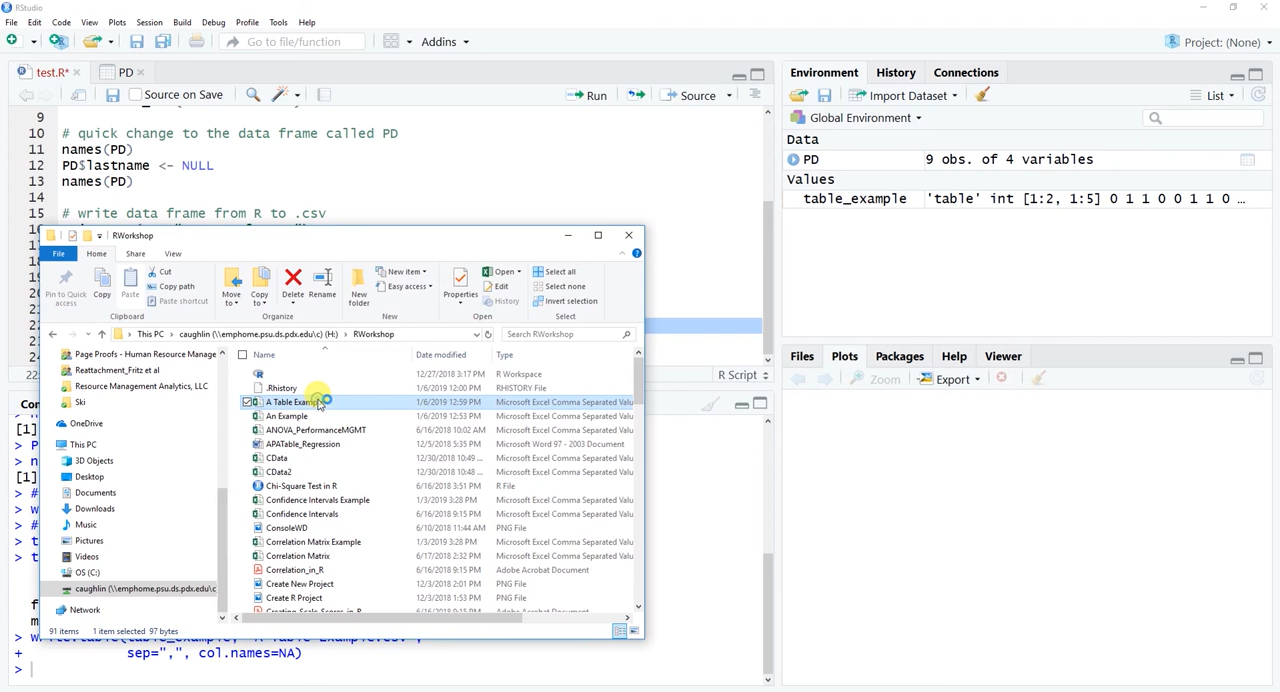 RStudio
File Edit Code View Plots Session Build Debug Profile Tools Help
Go to file/function Addins Project: (None)
test.R* PD
Source on Save Run Source
9
10 # quick change to the data frame called PD
11 names(PD)
12 PD$lastname <- NULL
13 names(PD)
14
15 # write data frame from R to .csv
RWorkshop
File Home Share View
Pin to Quick access Copy Paste Cut Copy path Paste shortcut
Clipboard
Move to Copy to Delete Rename
Organize
New folder New item Easy access
New
Properties Open Edit History
Open
Select all Select none Invert selection
Select
This PC > caughlin (\\emphome.psu.ds.pdx.edu\c) (H:) > RWorkshop
Search RWorkshop
Page Proofs - Human Resource Manage
Reattachment_Fritz et al
Resource Management Analytics, LLC
Ski
OneDrive
This PC
3D Objects
Desktop
Documents
Downloads
Music
Pictures
Videos
OS (C:)
caughlin (\\emphome.psu.ds.pdx.edu\c
Network
Name Date modified Type
12/27/2018 3:17 PM R Workspace
.Rhistory 1/6/2019 12:00 PM RHISTORY File
A Table Examp 1/6/2019 12:59 PM Microsoft Excel Comma Separated Valu
An Example 1/6/2019 12:53 PM Microsoft Excel Comma Separated Valu
ANOVA_PerformanceMGMT 6/16/2018 10:02 AM Microsoft Excel Comma Separated Valu
APATable_Regression 12/5/2018 5:35 PM Microsoft Word 97 - 2003 Document
CData 12/30/2018 10:49 ... Microsoft Excel Comma Separated Valu
CData2 12/30/2018 10:48 ... Microsoft Excel Comma Separated Valu
Chi-Square Test in R 6/16/2018 3:51 PM R File
Confidence Intervals Example 1/3/2019 3:28 PM Microsoft Excel Comma Separated Valu
Confidence Intervals 6/16/2018 9:15 PM Microsoft Excel Comma Separated Valu
ConsoleWD 6/10/2018 11:44 AM PNG File
Correlation Matrix Example 1/3/2019 3:28 PM Microsoft Excel Comma Separated Valu
Correlation Matrix 6/17/2018 2:32 PM Microsoft Excel Comma Separated Valu
Correlation_in_R 6/16/2018 9:15 PM Adobe Acrobat Document
Create New Project 12/3/2018 2:01 PM PNG File
Create R Project 12/3/2018 1:53 PM PNG File
91 items 1 item selected 97 bytes
R Script
sep=",", col.names=NA)
>
Environment History Connections
Import Dataset List
Global Environment
Data
PD 9 obs. of 4 variables
Values
table_example 'table' int [1:2, 1:5] 0 1 1 0 0 1 1 0 ...
Files Plots Packages Help Viewer
Zoom Export